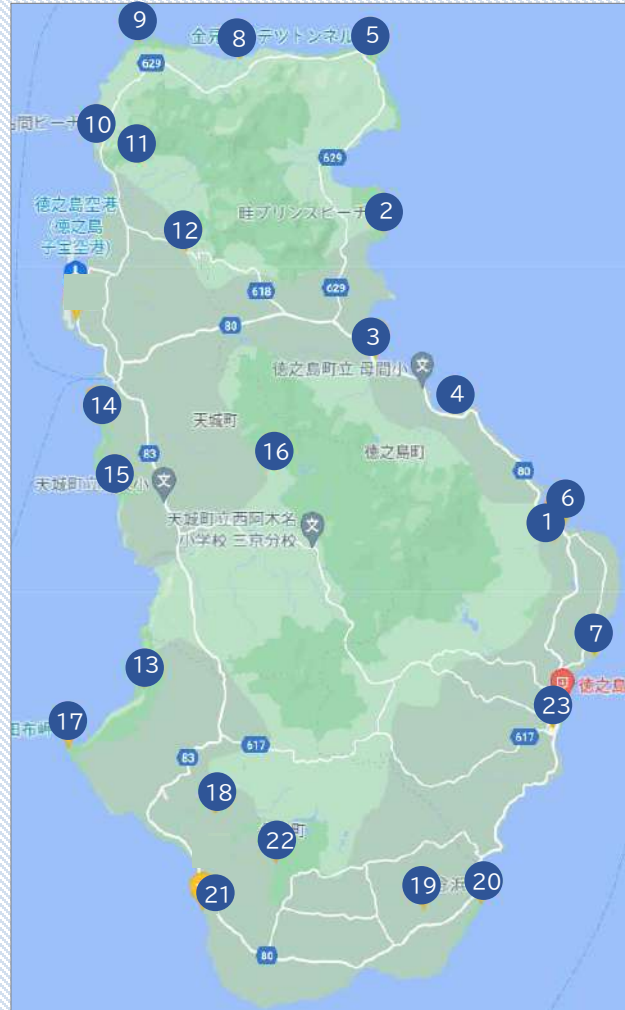 9
8
5
金見
テツトンネル
629
10
間ビーチ
11
629
徳之島空港
(徳之島
子宝空港)
畦プリンスビーチ
2
12
618
629
80
3
徳之島町立 母間小
文
4
14
天城町
83
16
徳之島町
15
天城町立
小
文
80
天城町立西阿木名
小学校 三京分校
文
6
1
7
13
徳之島
23
17
田布岬
617
617
83
18
22
町
19
20
浜
21
80